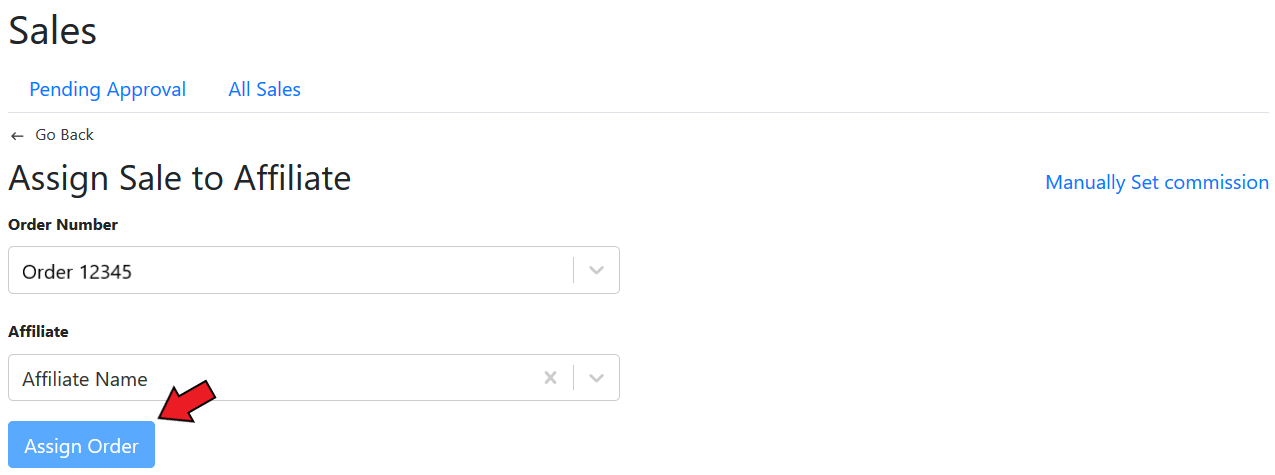 Sales
Pending Approval All Sales
← Go Back
Assign Sale to Affiliate
Manually Set commission
Order Number
Order 12345
Affiliate
Affiliate Name
Assign Order